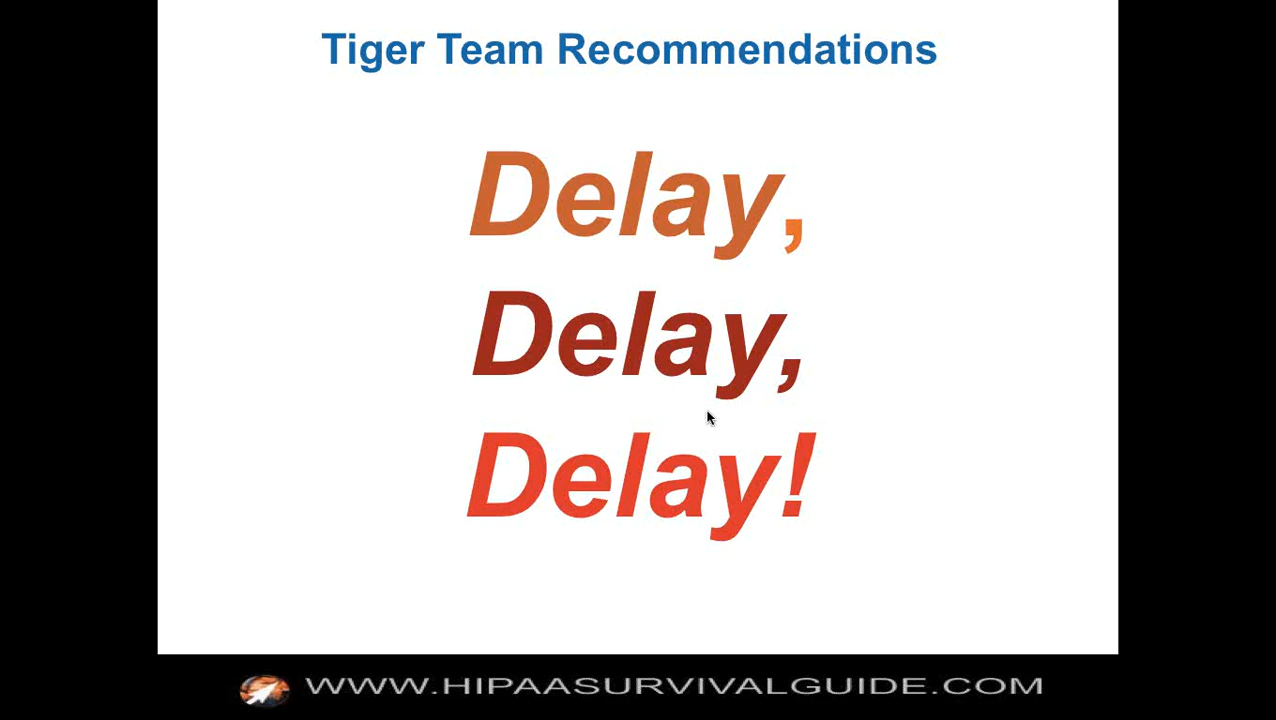 Tiger Team Recommendations
Delay,
Delay,
Delay!
WWW.HIPAASURVIVALGUIDE.COM